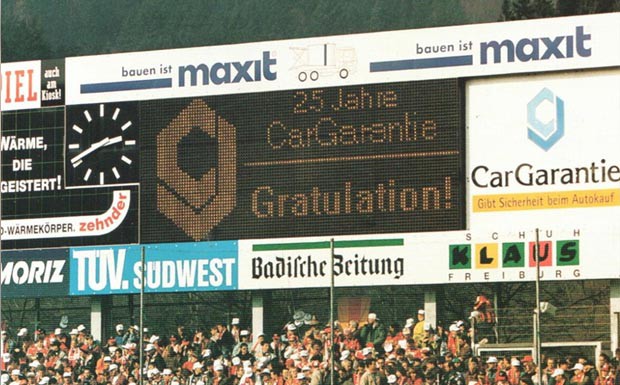 bauen ist maxit
bauen ist maxit
IEL
auch
am
Kiosk!
25 Jahre
CarGarantie
Gratulation!
CarGarantie
Gibt Sicherheit beim Autokauf
WÄRME,
DIE
GEISTERT!
D-WÄRMEKÖRPER. zehnder
MORIZ
TÜV SÜDWEST
Badische Zeitung
SCHUH
KLAUS
FREIBURG